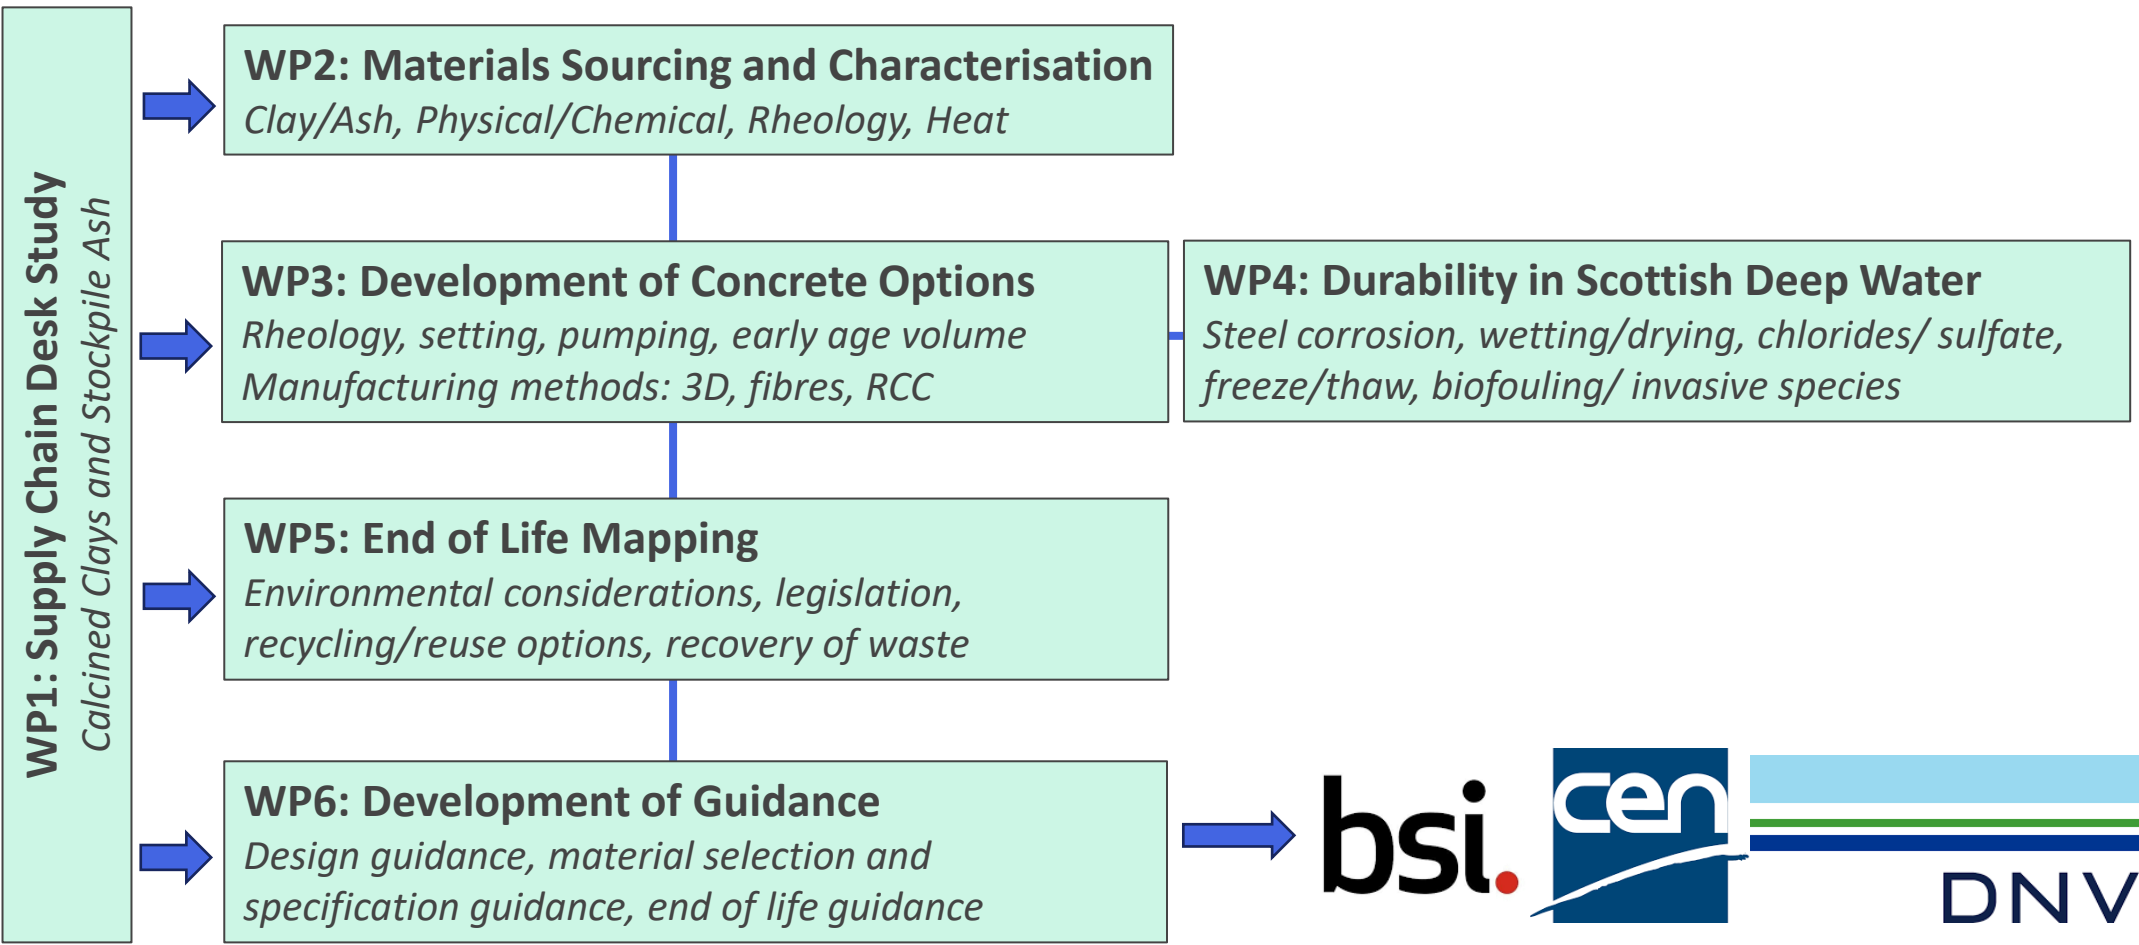 WP1: Supply Chain Desk Study
Calcined Clays and Stockpile Ash
WP2: Materials Sourcing and Characterisation
Clay/Ash, Physical/Chemical, Rheology, Heat
WP3: Development of Concrete Options
Rheology, setting, pumping, early age volume
Manufacturing methods: 3D, fibres, RCC
WP4: Durability in Scottish Deep Water
Steel corrosion, wetting/drying, chlorides/ sulfate,
freeze/thaw, biofouling/ invasive species
WP5: End of Life Mapping
Environmental considerations, legislation,
recycling/reuse options, recovery of waste
WP6: Development of Guidance
Design guidance, material selection and
specification guidance, end of life guidance
bsi.
cen
DNV